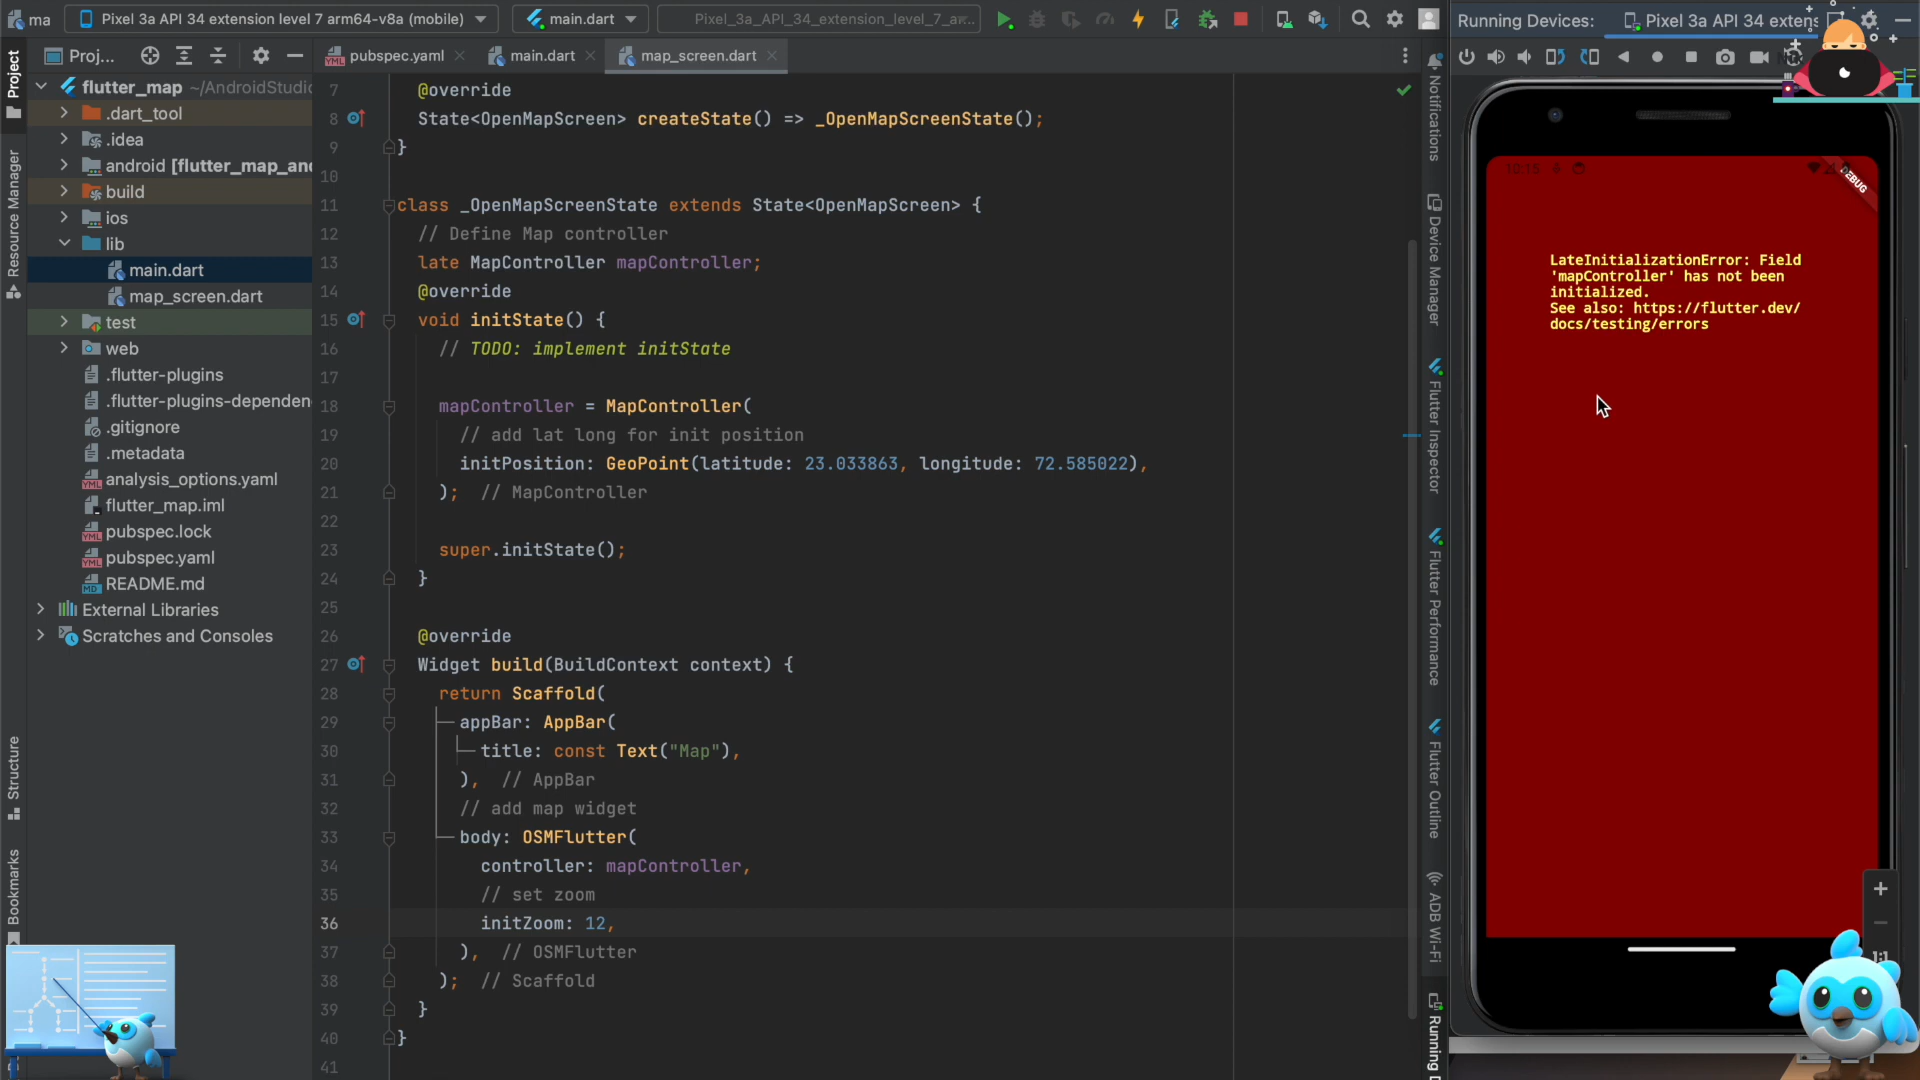 ma
Pixel 3a API 34 extension level 7 arm64-v8a (mobile)
main.dart
Pixel_3a_API_34_extension_level_7_ar...
Running Devices:
Pixel 3a API 34 extens
Proj...
pubspec.yaml
main.dart
map_screen.dart
Project
Resource Manager
Structure
Bookmarks
flutter_map ~/AndroidStudio
.dart_tool
.idea
android [flutter_map_and
build
ios
lib
main.dart
map_screen.dart
test
web
.flutter-plugins
.flutter-plugins-dependen
.gitignore
.metadata
analysis_options.yaml
flutter_map.iml
pubspec.lock
pubspec.yaml
README.md
External Libraries
Scratches and Consoles
7 @override
8 State<OpenMapScreen> createState() => _OpenMapScreenState();
9 }
10
11 class _OpenMapScreenState extends State<OpenMapScreen> {
12 // Define Map controller
13 late MapController mapController;
14 @override
15 void initState() {
16 // TODO: implement initState
17
18 mapController = MapController(
19 // add lat long for init position
20 initPosition: GeoPoint(latitude: 23.033863, longitude: 72.585022),
21 ); // MapController
22
23 super.initState();
24 }
25
26 @override
27 Widget build(BuildContext context) {
28 return Scaffold(
29 appBar: AppBar(
30 title: const Text("Map"),
31 ), // AppBar
32 // add map widget
33 body: OSMFlutter(
34 controller: mapController,
35 // set zoom
36 initZoom: 12,
37 ), // OSMFlutter
38 ); // Scaffold
39 }
40 }
41
Notifications
Device Manager
Flutter Inspector
Flutter Performance
Flutter Outline
ADB Wi-Fi
Running D
10:15
DEBUG
LateInitializationError: Field
'mapController' has not been
initialized.
See also: https://flutter.dev/
docs/testing/errors
1:1